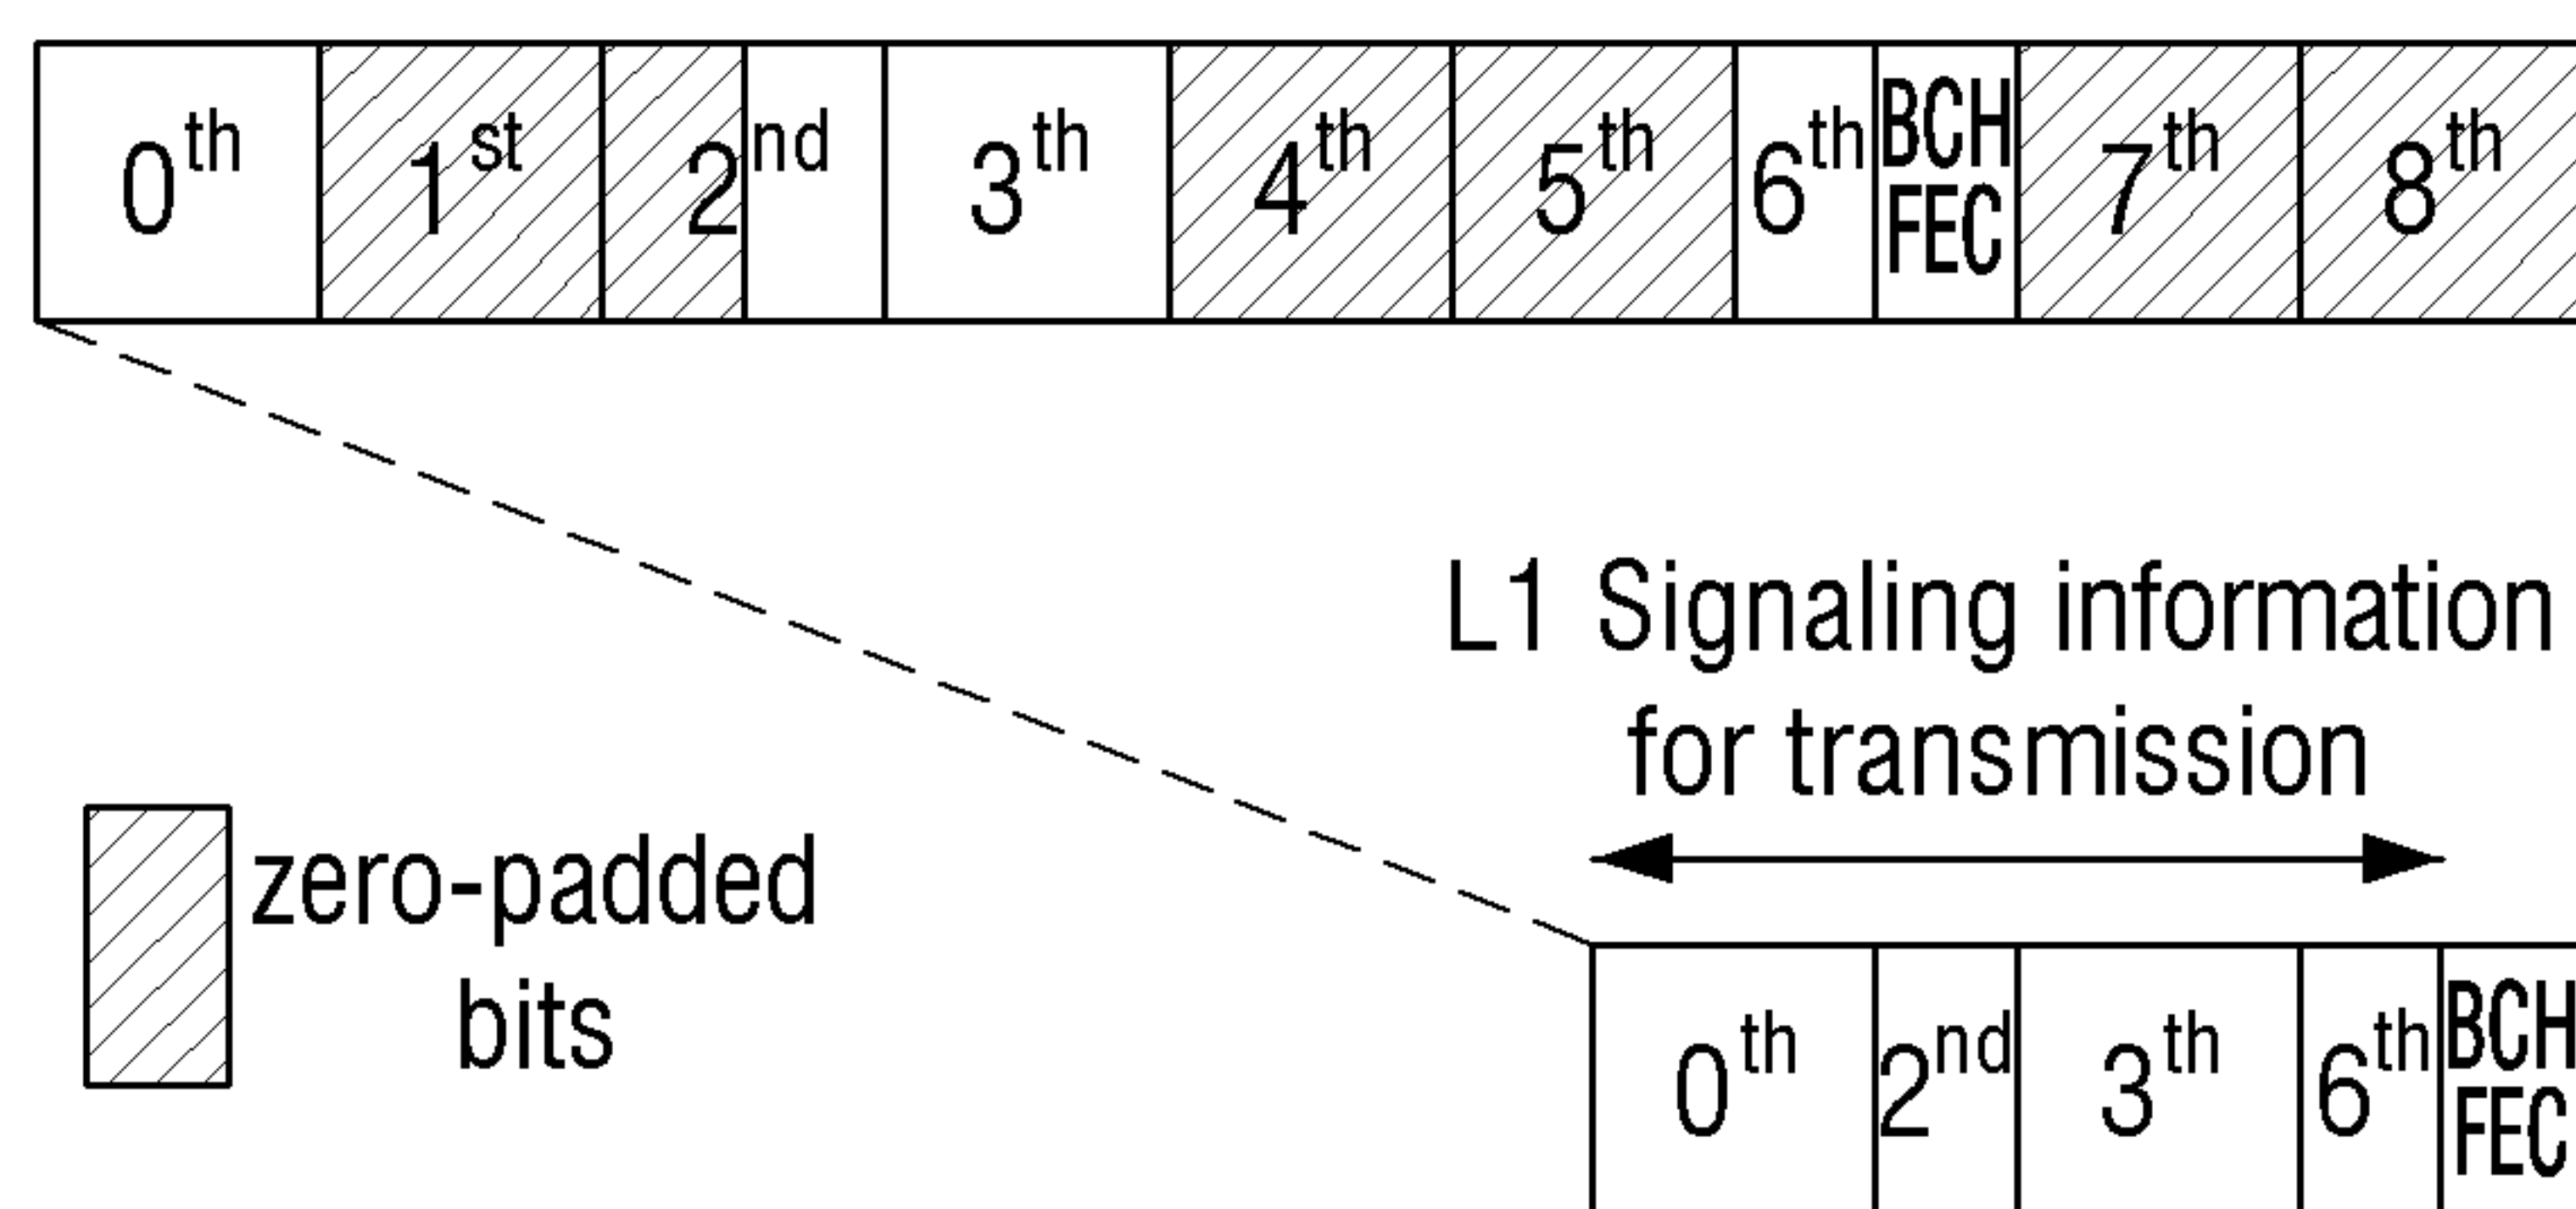 0th 1st 2nd 3th 4th 5th 6th BCH FEC 7th 8th
L1 Signaling information
for transmission
zero-padded
bits
0th 2nd 3th 6th BCH FEC